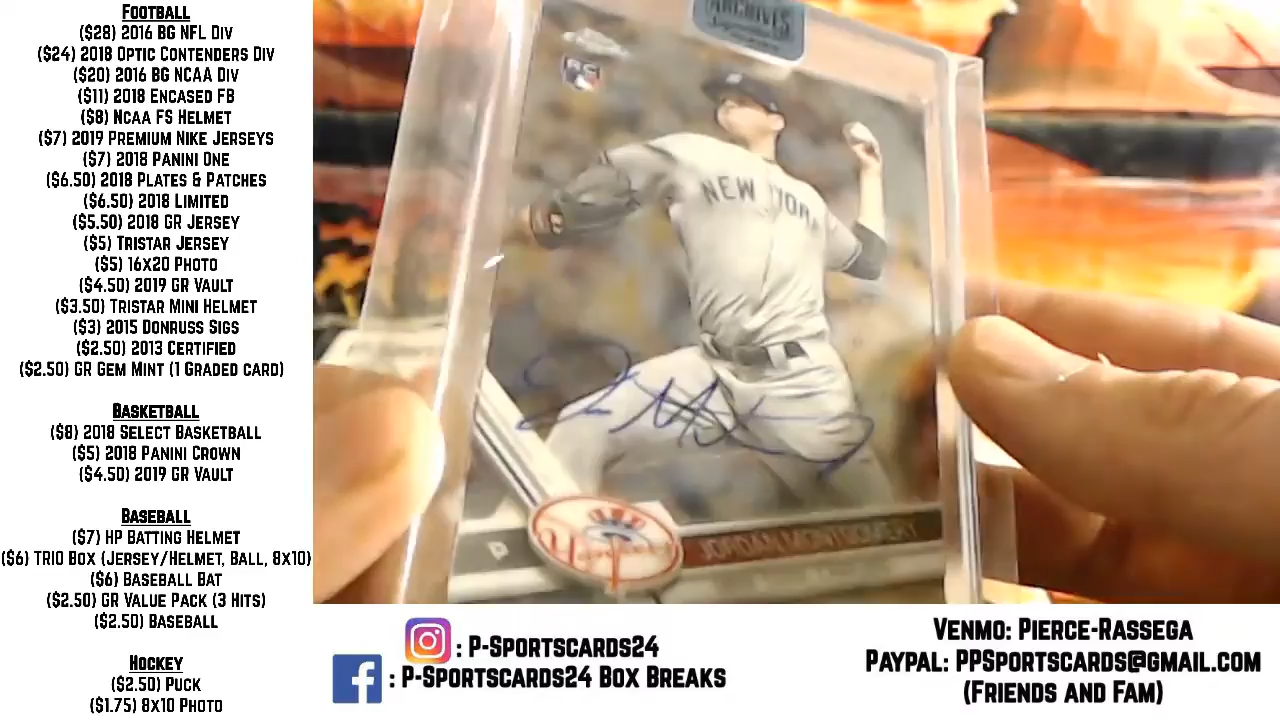 FOOTBALL
($28) 2016 BG NFL DIV
($24) 2018 OPTIC CONTENDERS DIV
($20) 2016 BG NCAA DIV
($11) 2018 ENCASED FB
($8) NCAA FS HELMET
($7) 2019 PREMIUM NIKE JERSEYS
($7) 2018 PANINI ONE
($6.50) 2018 PLATES & PATCHES
($6.50) 2018 LIMITED
($5.50) 2018 GR JERSEY
($5) TRISTAR JERSEY
($5) 16X20 PHOTO
($4.50) 2019 GR VAULT
($3.50) TRISTAR MINI HELMET
($3) 2015 DONRUSS SIGS
($2.50) 2013 CERTIFIED
($2.50) GR GEM MINT (1 GRADED CARD)
BASKETBALL
($8) 2018 SELECT BASKETBALL
($5) 2018 PANINI CROWN
($4.50) 2019 GR VAULT
BASEBALL
($7) HP BATTING HELMET
($6) TRIO BOX (JERSEY/HELMET, BALL, 8X10)
($6) BASEBALL BAT
($2.50) GR VALUE PACK (3 HITS)
($2.50) BASEBALL
HOCKEY
($2.50) PUCK
($1.75) 8X10 PHOTO
ARCHIVES
RC
NEW YORK
P
JORDAN MONTGOMERY
: P-SPORTSCARDS24
: P-SPORTSCARDS24 BOX BREAKS
VENMO: PIERCE-RASSEGA
PAYPAL: PPSPORTSCARDS@GMAIL.COM
(FRIENDS AND FAM)